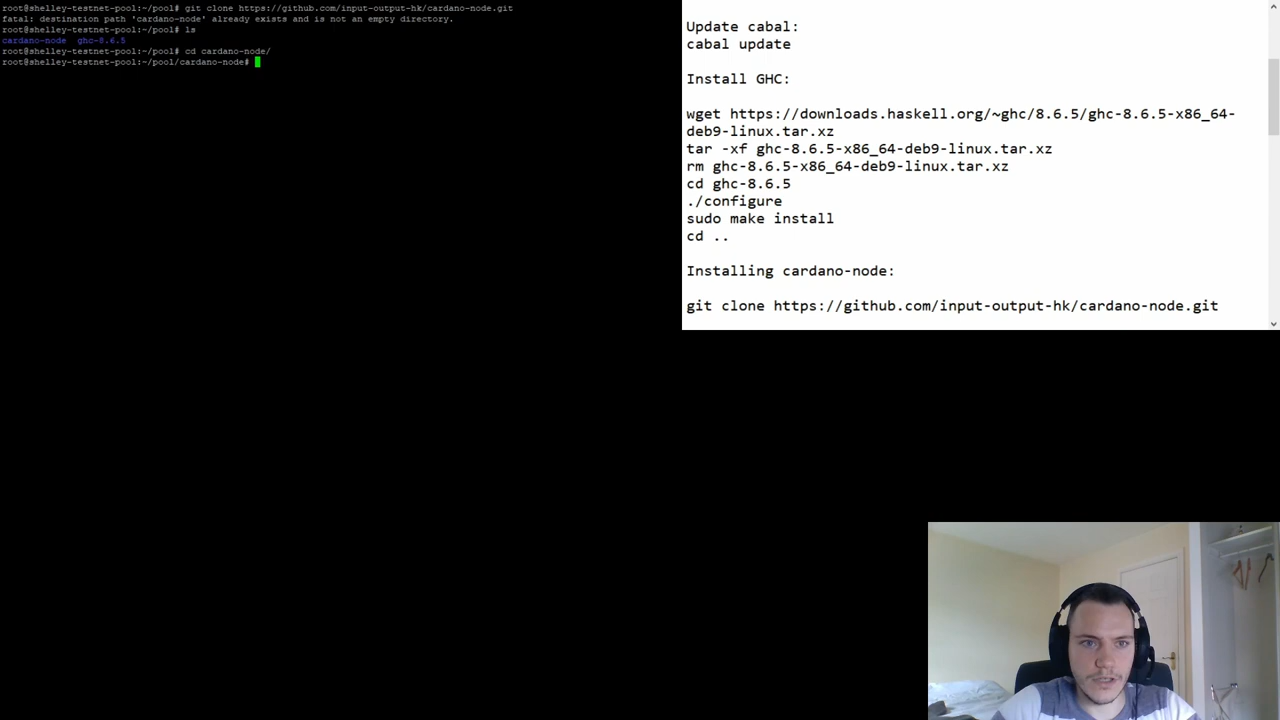 root@shelley-testnet-pool:~/pool# git clone https://github.com/input-output-hk/cardano-node.git
fatal: destination path 'cardano-node' already exists and is not an empty directory.
root@shelley-testnet-pool:~/pool# ls
cardano-node  ghc-8.6.5
root@shelley-testnet-pool:~/pool# cd cardano-node/
root@shelley-testnet-pool:~/pool/cardano-node#
Update cabal:
cabal update
Install GHC:
wget https://downloads.haskell.org/~ghc/8.6.5/ghc-8.6.5-x86_64-
deb9-linux.tar.xz
tar -xf ghc-8.6.5-x86_64-deb9-linux.tar.xz
rm ghc-8.6.5-x86_64-deb9-linux.tar.xz
cd ghc-8.6.5
./configure
sudo make install
cd ..
Installing cardano-node:
git clone https://github.com/input-output-hk/cardano-node.git